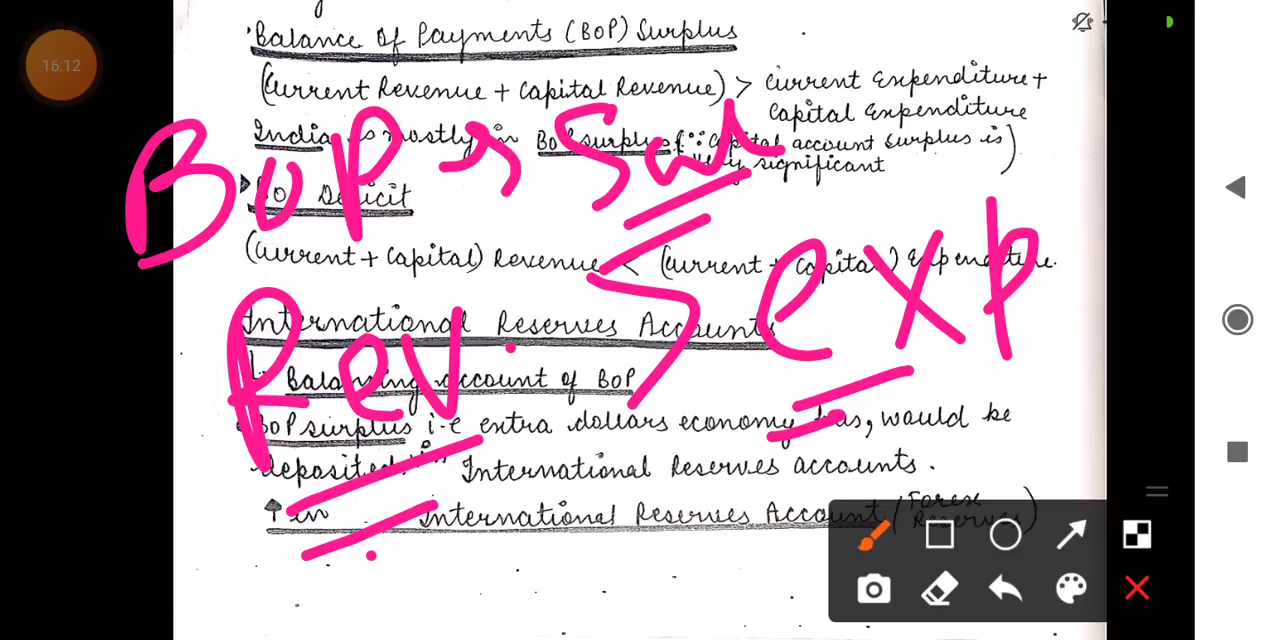 16:12
Balance of Payments (BOP) Surplus
(Current Revenue + Capital Revenue) > Current Expenditure +
Capital Expenditure
India is mostly in BOP surplus (∵ Capital account surplus is
very significant)
BOP Deficit
(Current + Capital) Revenue < (Current + Capital) Expenditure.
International Reserves Accounts
Balancing account of BOP
BOP surplus i.e extra dollars economy has, would be
deposited in International Reserves accounts.
↑ in International Reserves Account (Forex
Reserves)
BOP Sur
Rev. > exp